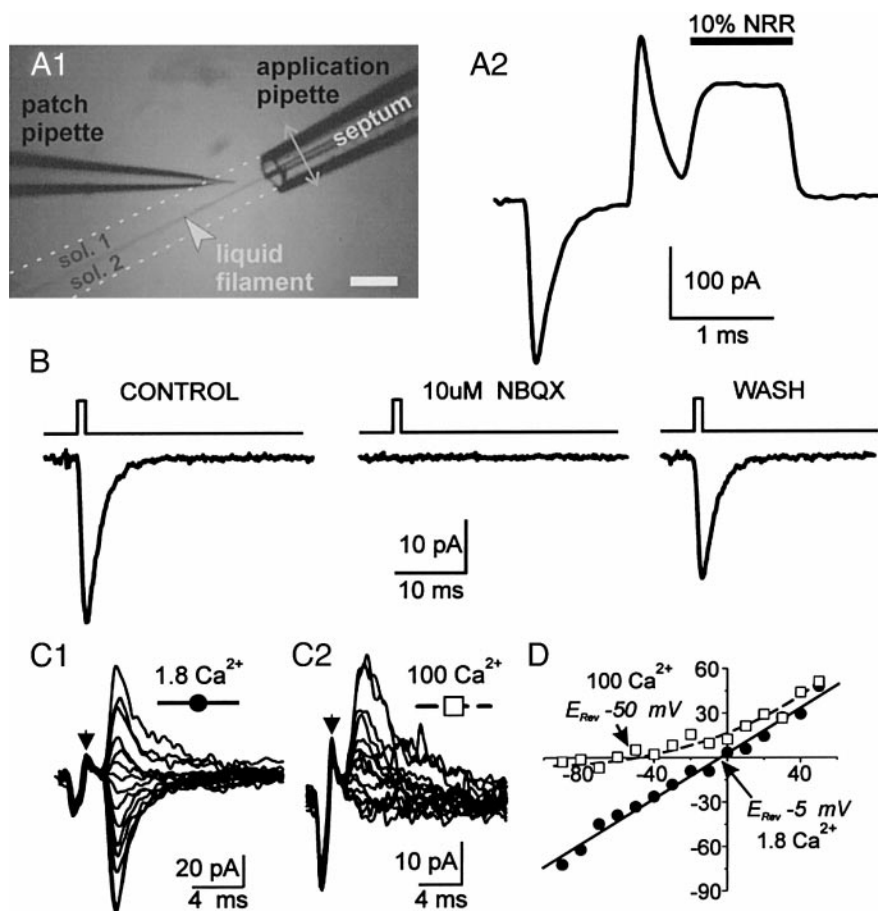 A1
patch
pipette
application
pipette
septum
sol. 1
sol. 2
liquid
filament
A2
10% NRR
100 pA
1 ms
B
CONTROL
10uM NBQX
WASH
10 pA
10 ms
C1
1.8 Ca²⁺
20 pA
4 ms
C2
100 Ca²⁺
10 pA
4 ms
D
100 Ca²⁺
E_Rev -50 mV
60
30
-80
-40
40
-30
-60
-90
E_Rev -5 mV
1.8 Ca²⁺